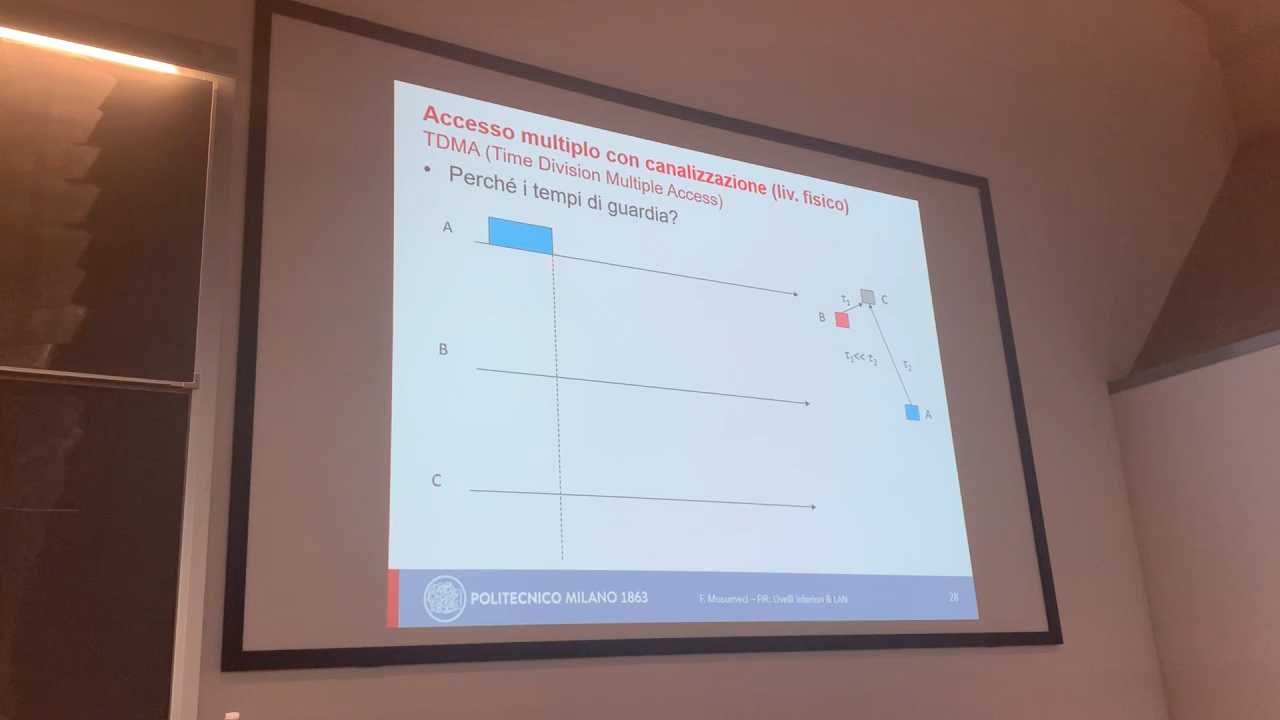 Accesso multiplo con canalizzazione (liv. fisico)
TDMA (Time Division Multiple Access)
• Perché i tempi di guardia?
A
τ1
C
B
τ1<< τ2
τ2
B
A
C
POLITECNICO MILANO 1863
F. Musumeci – FIR: Livelli inferiori & LAN
28